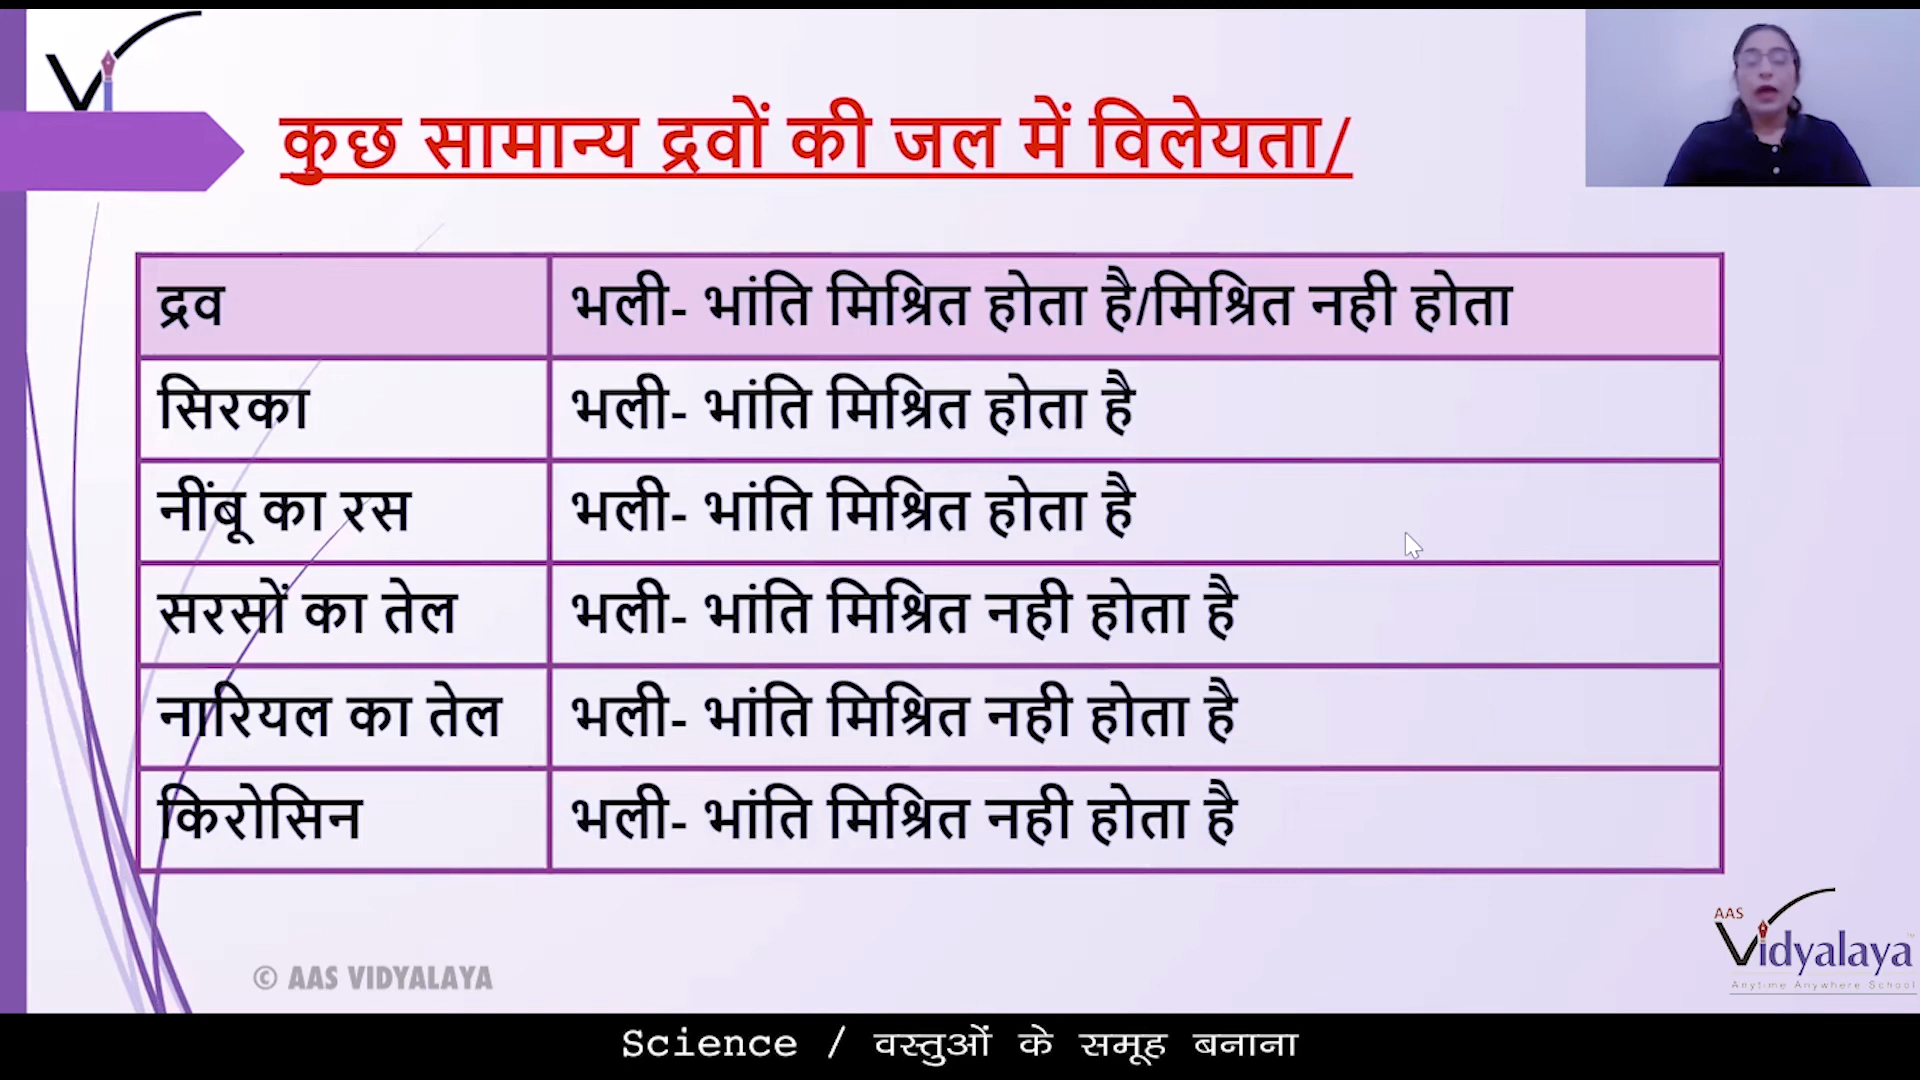 कुछ सामान्य द्रवों की जल में विलेयता/
द्रव
भली- भांति मिश्रित होता है/मिश्रित नही होता
सिरका
भली- भांति मिश्रित होता है
नींबू का रस
भली- भांति मिश्रित होता है
सरसों का तेल
भली- भांति मिश्रित नही होता है
नारियल का तेल
भली- भांति मिश्रित नही होता है
किरोसिन
भली- भांति मिश्रित नही होता है
© AAS VIDYALAYA
AAS
Vidyalaya
Anytime Anywhere School
Science / वस्तुओं के समूह बनाना